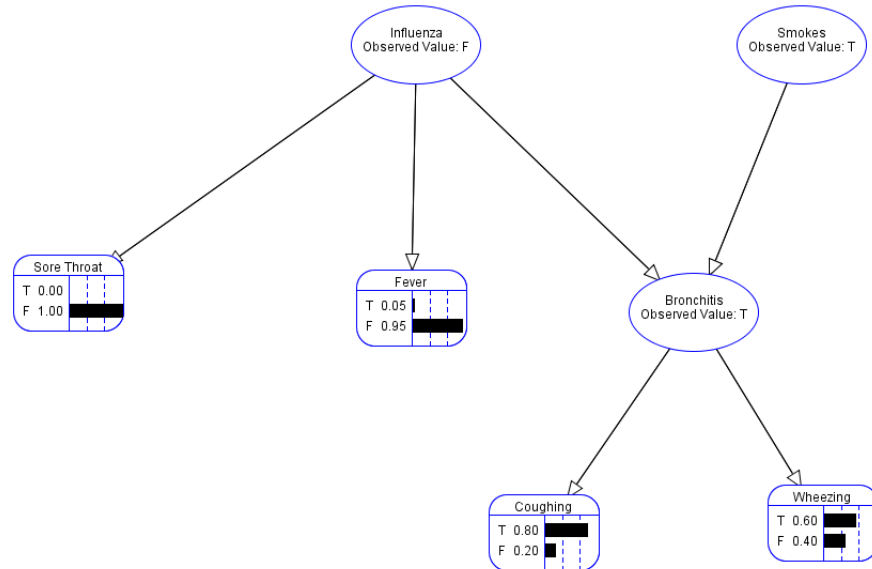 Influenza
Observed Value: F
Smokes
Observed Value: T
Sore Throat
T 0.00
F 1.00
Fever
T 0.05
F 0.95
Bronchitis
Observed Value: T
Coughing
T 0.80
F 0.20
Wheezing
T 0.60
F 0.40